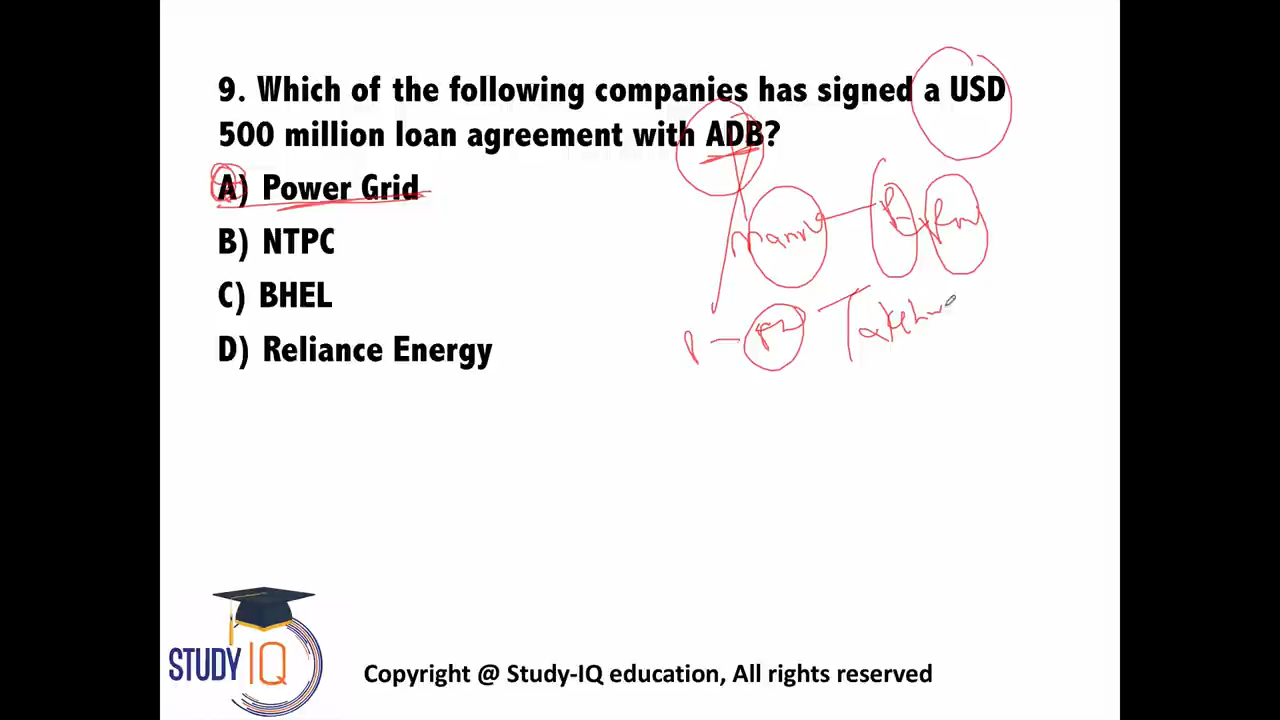 9. Which of the following companies has signed a USD
500 million loan agreement with ADB?
A) Power Grid
B) NTPC
C) BHEL
D) Reliance Energy
STUDY IQ
Copyright @ Study-IQ education, All rights reserved